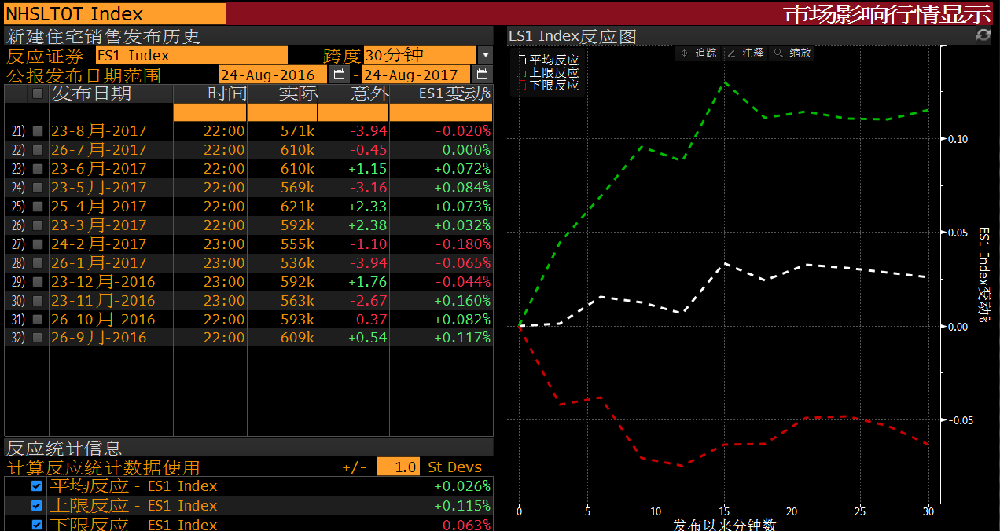 NHSLTOT Index 市场影响行情显示
新建住宅销售发布历史
反应证券 ES1 Index 跨度 30分钟
公报发布日期范围 24-Aug-2016 - 24-Aug-2017
发布日期 时间 实际 意外 ES1变动%
21) 23-8月-2017 22:00 571k -3.94 -0.020%
22) 26-7月-2017 22:00 610k -0.45 0.000%
23) 23-6月-2017 22:00 610k +1.15 +0.072%
24) 23-5月-2017 22:00 569k -3.16 +0.084%
25) 25-4月-2017 22:00 621k +2.33 +0.073%
26) 23-3月-2017 22:00 592k +2.38 +0.032%
27) 24-2月-2017 23:00 555k -1.10 -0.180%
28) 26-1月-2017 23:00 536k -3.94 -0.065%
29) 23-12月-2016 23:00 592k +1.76 -0.044%
30) 23-11月-2016 23:00 563k -2.67 +0.160%
31) 26-10月-2016 22:00 593k -0.37 +0.082%
32) 26-9月-2016 22:00 609k +0.54 +0.117%
反应统计信息
计算反应统计数据使用 +/- 1.0 St Devs
平均反应 - ES1 Index +0.026%
上限反应 - ES1 Index +0.115%
下限反应 - ES1 Index -0.063%
ES1 Index反应图
追踪 注释 缩放
平均反应
上限反应
下限反应
0.10
0.05
0.00
-0.05
ES1 Index变动%
0 5 10 15 20 25 30
发布以来分钟数